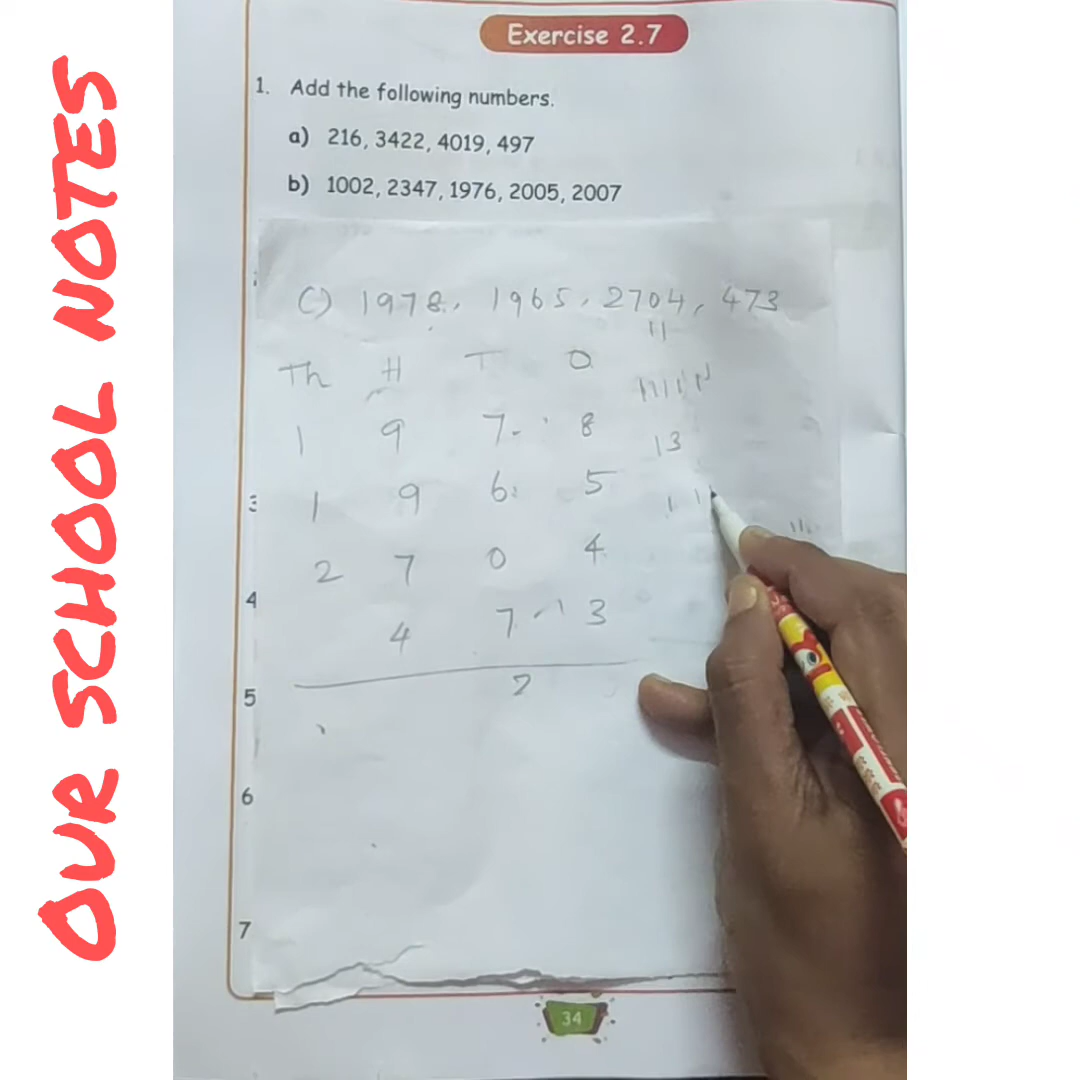 OUR SCHOOL NOTES
Exercise 2.7
1. Add the following numbers.
a) 216, 3422, 4019, 497
b) 1002, 2347, 1976, 2005, 2007
C) 1978, 1965, 2704, 473
Th H T O
1 9 7 8
13
3
1 9 6 5
2 7 0 4
4
4 7 3
5
2
6
7
34